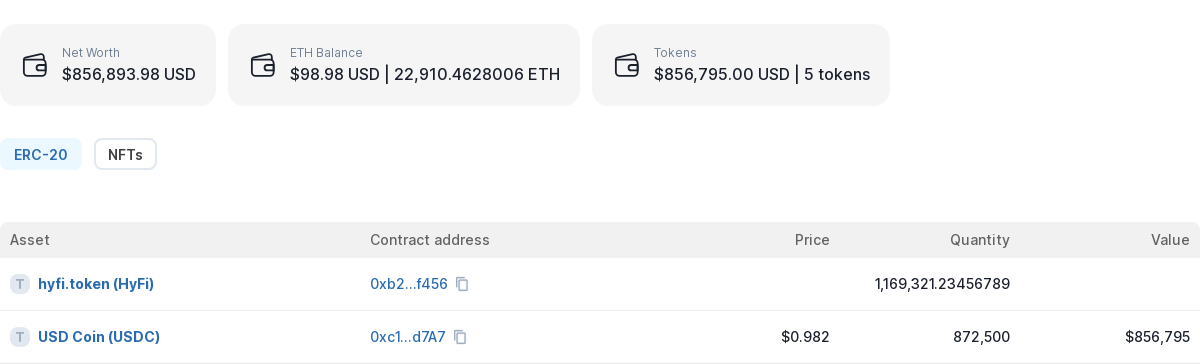 Net Worth
$856,893.98 USD
ETH Balance
$98.98 USD | 22,910.4628006 ETH
Tokens
$856,795.00 USD | 5 tokens
ERC-20 NFTs
Asset Contract address Price Quantity Value
T hyfi.token (HyFi) 0xb2...f456 1,169,321.23456789
T USD Coin (USDC) 0xc1...d7A7 $0.982 872,500 $856,795